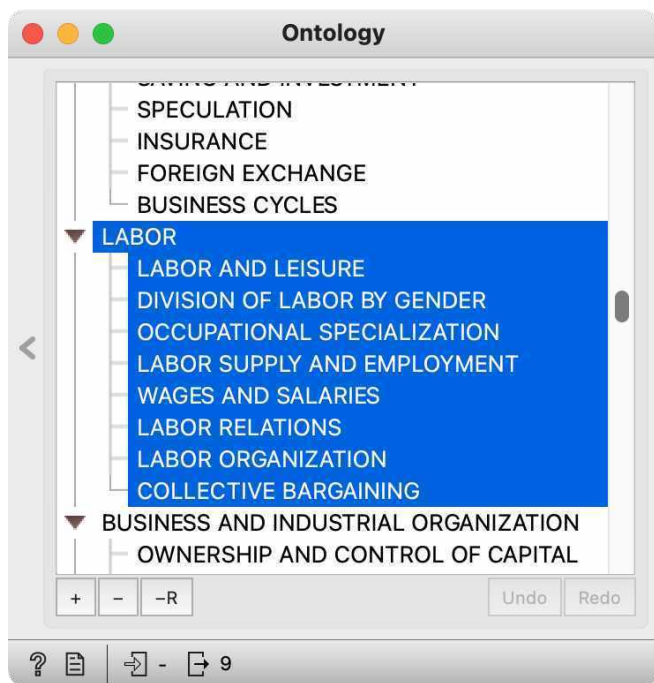 Ontology
SPECULATION
INSURANCE
FOREIGN EXCHANGE
BUSINESS CYCLES
LABOR
LABOR AND LEISURE
DIVISION OF LABOR BY GENDER
OCCUPATIONAL SPECIALIZATION
LABOR SUPPLY AND EMPLOYMENT
WAGES AND SALARIES
LABOR RELATIONS
LABOR ORGANIZATION
COLLECTIVE BARGAINING
BUSINESS AND INDUSTRIAL ORGANIZATION
OWNERSHIP AND CONTROL OF CAPITAL
+ − −R Undo Redo
? - 9